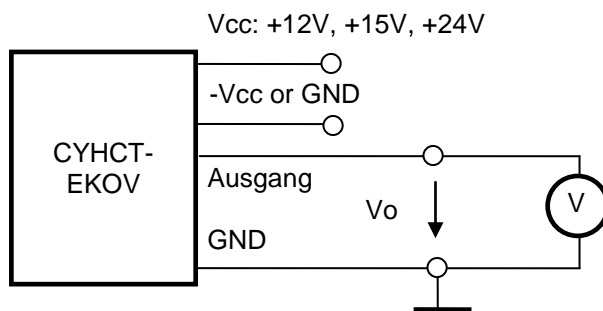 Vcc: +12V, +15V, +24V
-Vcc or GND
CYHCT-
EKOV
Ausgang
Vo
V
GND